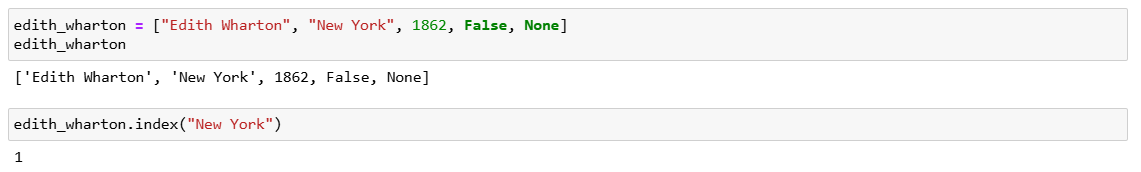 edith_wharton = ["Edith Wharton", "New York", 1862, False, None]
edith_wharton
['Edith Wharton', 'New York', 1862, False, None]
edith_wharton.index("New York")
1